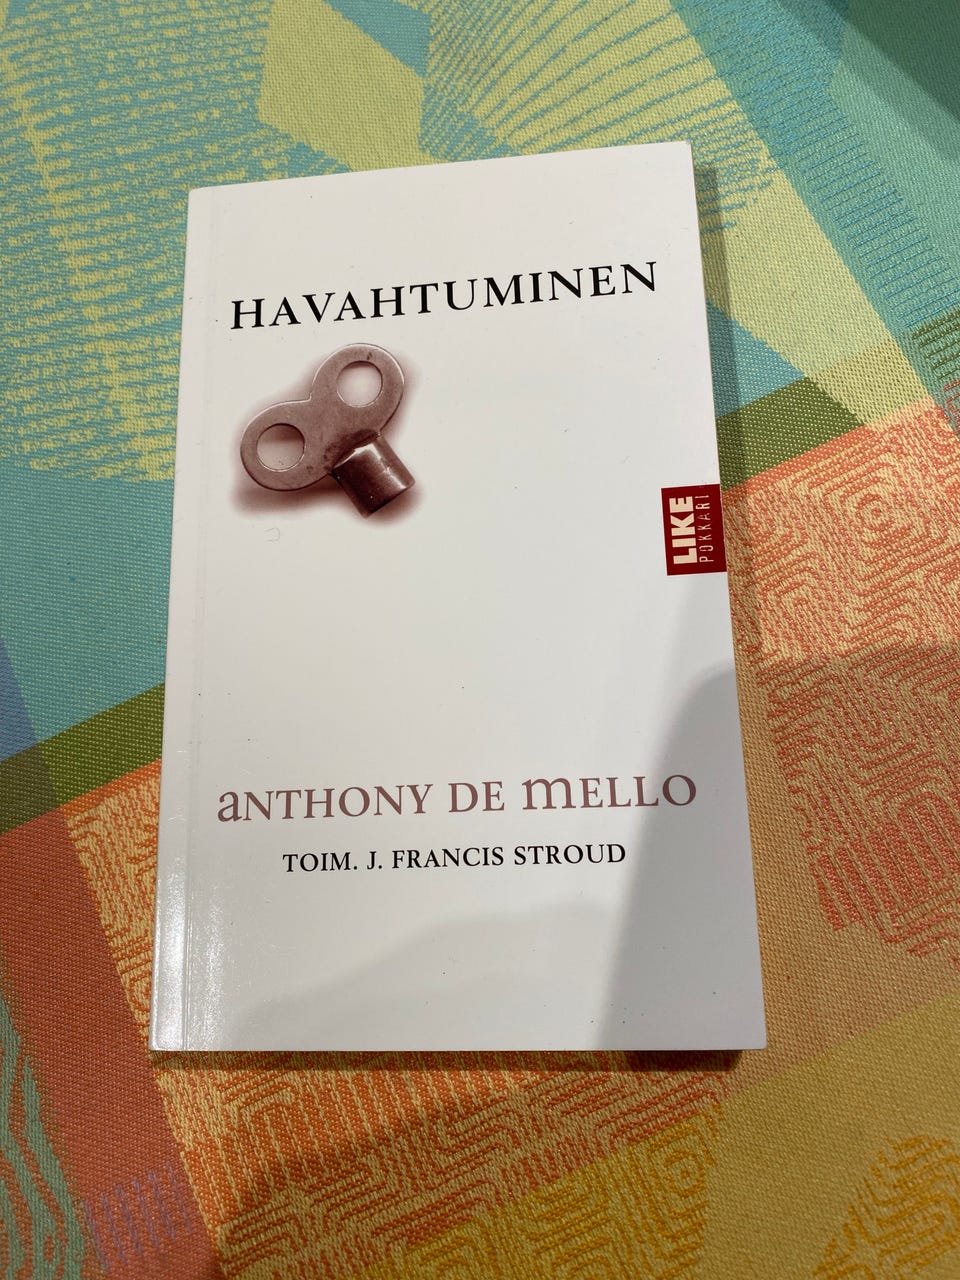 HAVAHTUMINEN
LIKE
POKKARI
aNTHONY DE mELLO
TOIM. J. FRANCIS STROUD